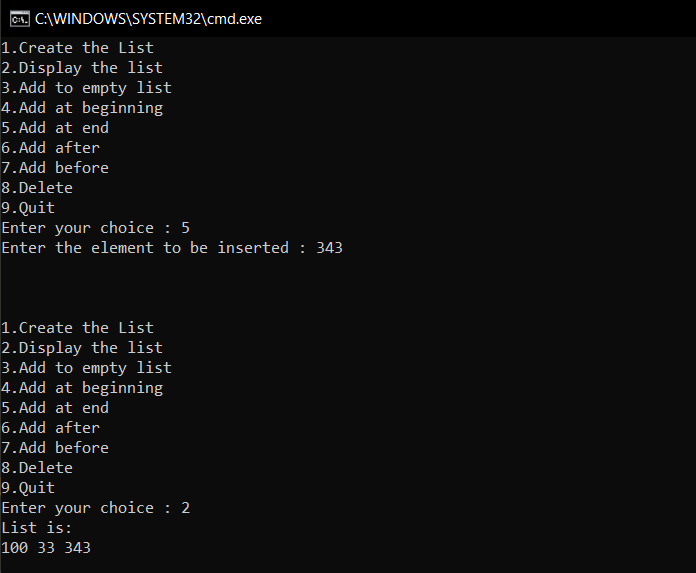 C:\WINDOWS\SYSTEM32\cmd.exe
1.Create the List
2.Display the list
3.Add to empty list
4.Add at beginning
5.Add at end
6.Add after
7.Add before
8.Delete
9.Quit
Enter your choice : 5
Enter the element to be inserted : 343
1.Create the List
2.Display the list
3.Add to empty list
4.Add at beginning
5.Add at end
6.Add after
7.Add before
8.Delete
9.Quit
Enter your choice : 2
List is:
100 33 343